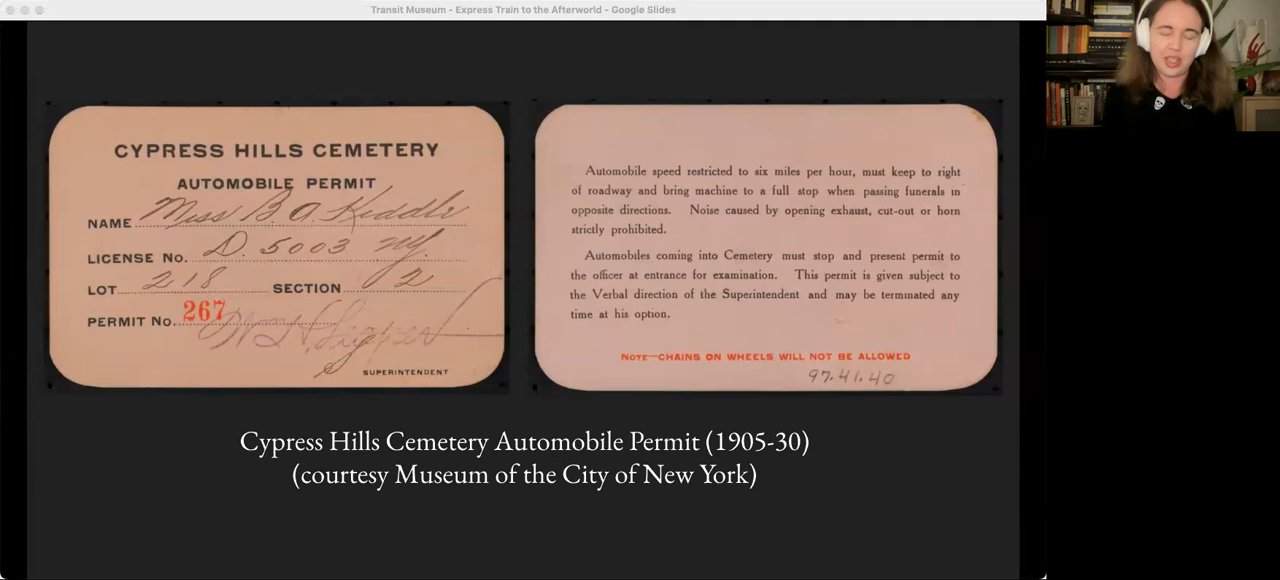 Transit Museum - Express Train to the Afterworld - Google Slides
CYPRESS HILLS CEMETERY
AUTOMOBILE PERMIT
NAME Miss B. A. Kiddle
LICENSE No. D. 5003 NY.
LOT 218 SECTION 2
PERMIT No. 267
SUPERINTENDENT
Automobile speed restricted to six miles per hour, must keep to right
of roadway and bring machine to a full stop when passing funerals in
opposite directions. Noise caused by opening exhaust, cut-out or horn
strictly prohibited.
Automobiles coming into Cemetery must stop and present permit to
the officer at entrance for examination. This permit is given subject to
the Verbal direction of the Superintendent and may be terminated any
time at his option.
NOTE—CHAINS ON WHEELS WILL NOT BE ALLOWED
97.41.40
Cypress Hills Cemetery Automobile Permit (1905-30)
(courtesy Museum of the City of New York)